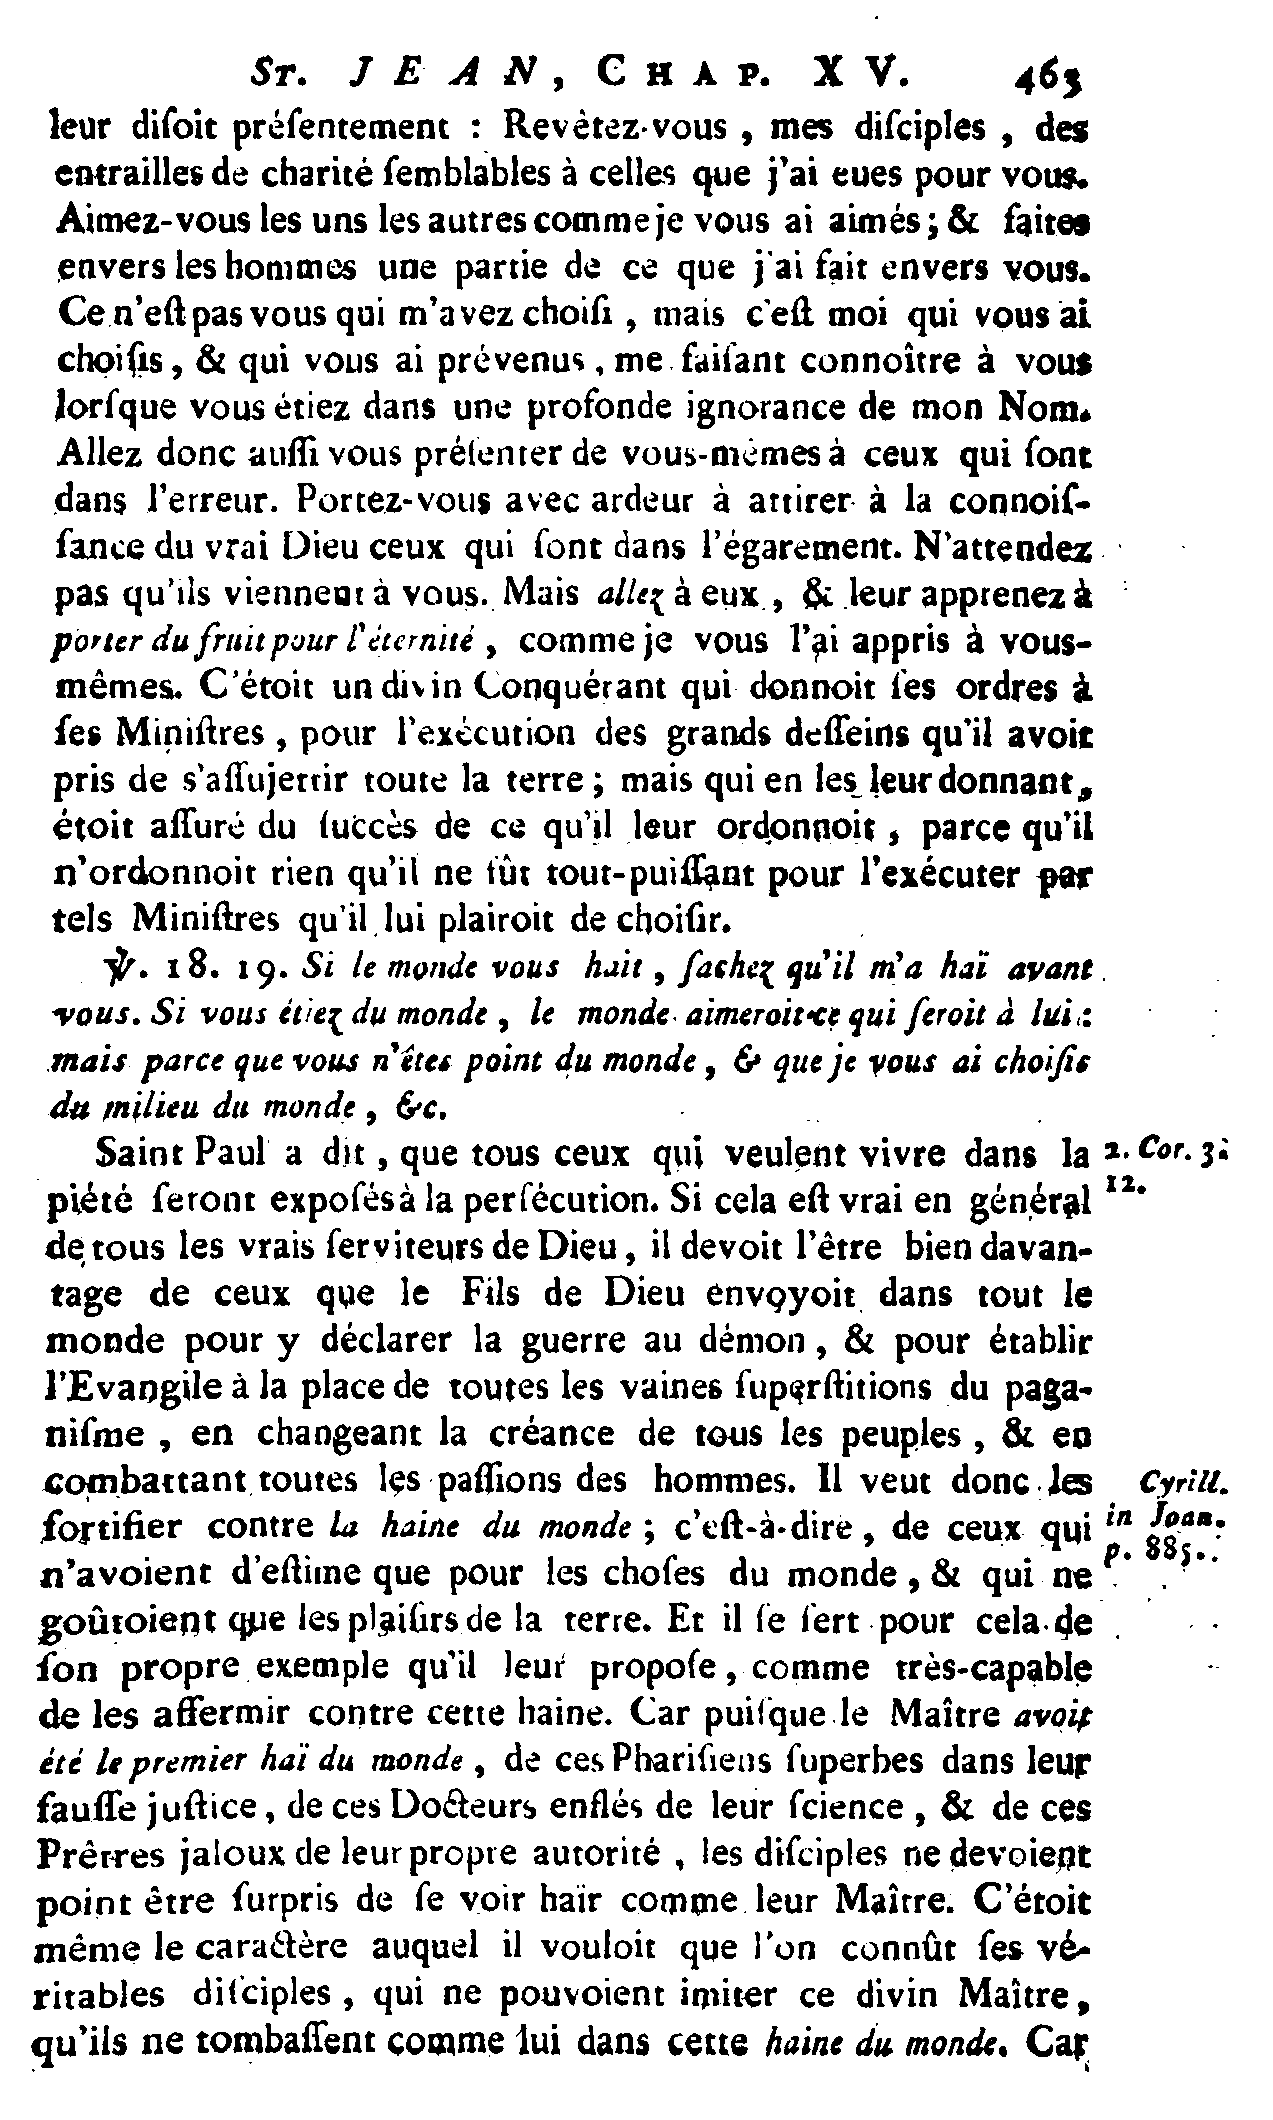 St. JEAN, CHAP. XV. 463
leur diſoit préſentement : Revêtez-vous , mes diſciples , des
entrailles de charité ſemblables à celles que j'ai eues pour vous.
Aimez-vous les uns les autres comme je vous ai aimés ; & faites
envers les hommes une partie de ce que j'ai fait envers vous.
Ce n'eſt pas vous qui m'avez choiſi , mais c'eſt moi qui vous ai
choiſis , & qui vous ai prévenus , me faiſant connoître à vous
lorſque vous étiez dans une profonde ignorance de mon Nom.
Allez donc auſſi vous préſenter de vous-mêmes à ceux qui ſont
dans l'erreur. Portez-vous avec ardeur à attirer à la connoiſ-
ſance du vrai Dieu ceux qui ſont dans l'égarement. N'attendez
pas qu'ils viennent à vous. Mais allez à eux , & leur apprenez à
porter du fruit pour l'éternité , comme je vous l'ai appris à vous-
mêmes. C'étoit un divin Conquérant qui donnoit ſes ordres à
ſes Miniſtres , pour l'exécution des grands deſſeins qu'il avoit
pris de s'aſſujettir toute la terre ; mais qui en les leur donnant ,
étoit aſſuré du ſuccès de ce qu'il leur ordonnoit , parce qu'il
n'ordonnoit rien qu'il ne fût tout-puiſſant pour l'exécuter par
tels Miniſtres qu'il lui plairoit de choiſir.
℣. 18. 19. Si le monde vous hait , ſachez qu'il m'a haï avant
vous. Si vous étiez du monde , le monde aimeroit ce qui ſeroit à lui :
mais parce que vous n'êtes point du monde , & que je vous ai choiſis
du milieu du monde , &c.
Saint Paul a dit , que tous ceux qui veulent vivre dans la 2. Cor. 3.
piété ſeront expoſés à la perſécution. Si cela eſt vrai en général 12.
de tous les vrais ſerviteurs de Dieu , il devoit l'être bien davan-
tage de ceux que le Fils de Dieu envoyoit dans tout le
monde pour y déclarer la guerre au démon , & pour établir
l'Evangile à la place de toutes les vaines ſuperſtitions du paga-
niſme , en changeant la créance de tous les peuples , & en
combattant toutes les paſſions des hommes. Il veut donc les Cyrill.
fortifier contre la haine du monde ; c'eſt-à-dire , de ceux qui in Joan.
n'avoient d'eſtime que pour les choſes du monde , & qui ne p. 885.
goûtoient que les plaiſirs de la terre. Et il ſe ſert pour cela de
ſon propre exemple qu'il leur propoſe , comme très-capable
de les affermir contre cette haine. Car puiſque le Maître avoit
été le premier haï du monde , de ces Phariſiens ſuperbes dans leur
fauſſe juſtice , de ces Docteurs enflés de leur ſcience , & de ces
Prêtres jaloux de leur propre autorité , les diſciples ne devoient
point être ſurpris de ſe voir haïr comme leur Maître. C'étoit
même le caractère auquel il vouloit que l'on connût ſes vé-
ritables diſciples , qui ne pouvoient imiter ce divin Maître ,
qu'ils ne tombaſſent comme lui dans cette haine du monde. Car